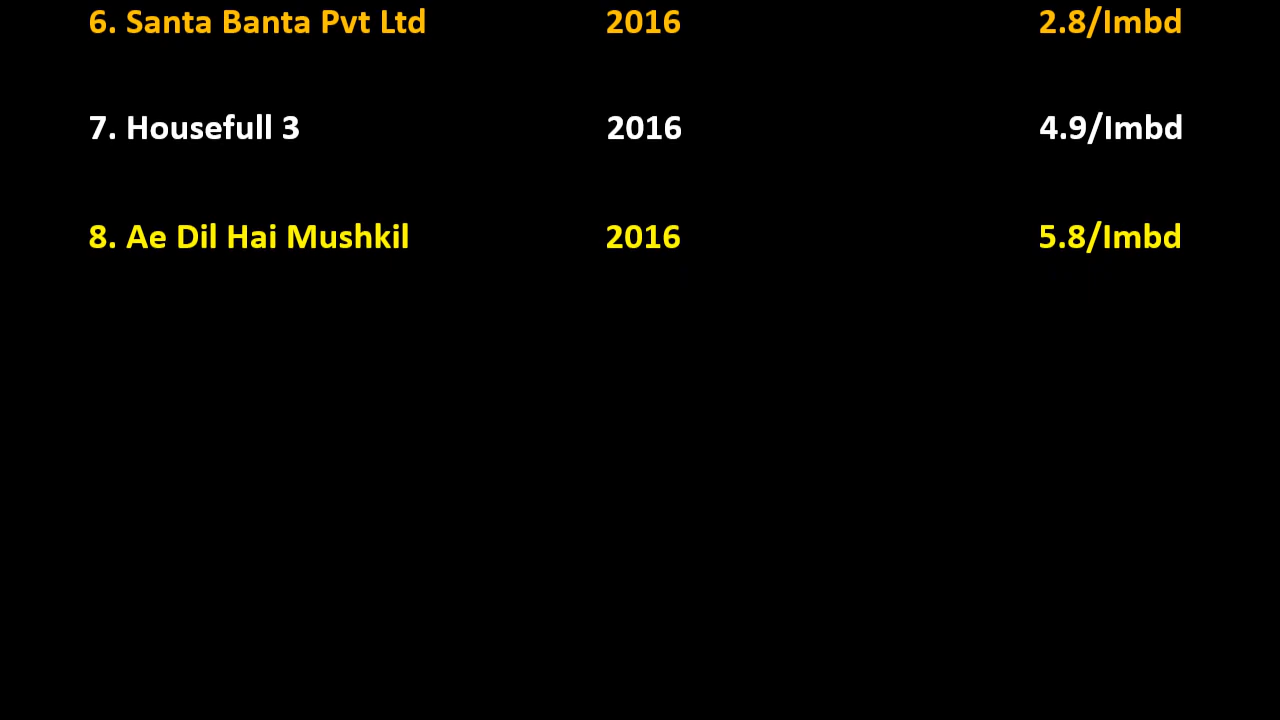 6. Santa Banta Pvt Ltd 2016 2.8/Imbd
7. Housefull 3 2016 4.9/Imbd
8. Ae Dil Hai Mushkil 2016 5.8/Imbd